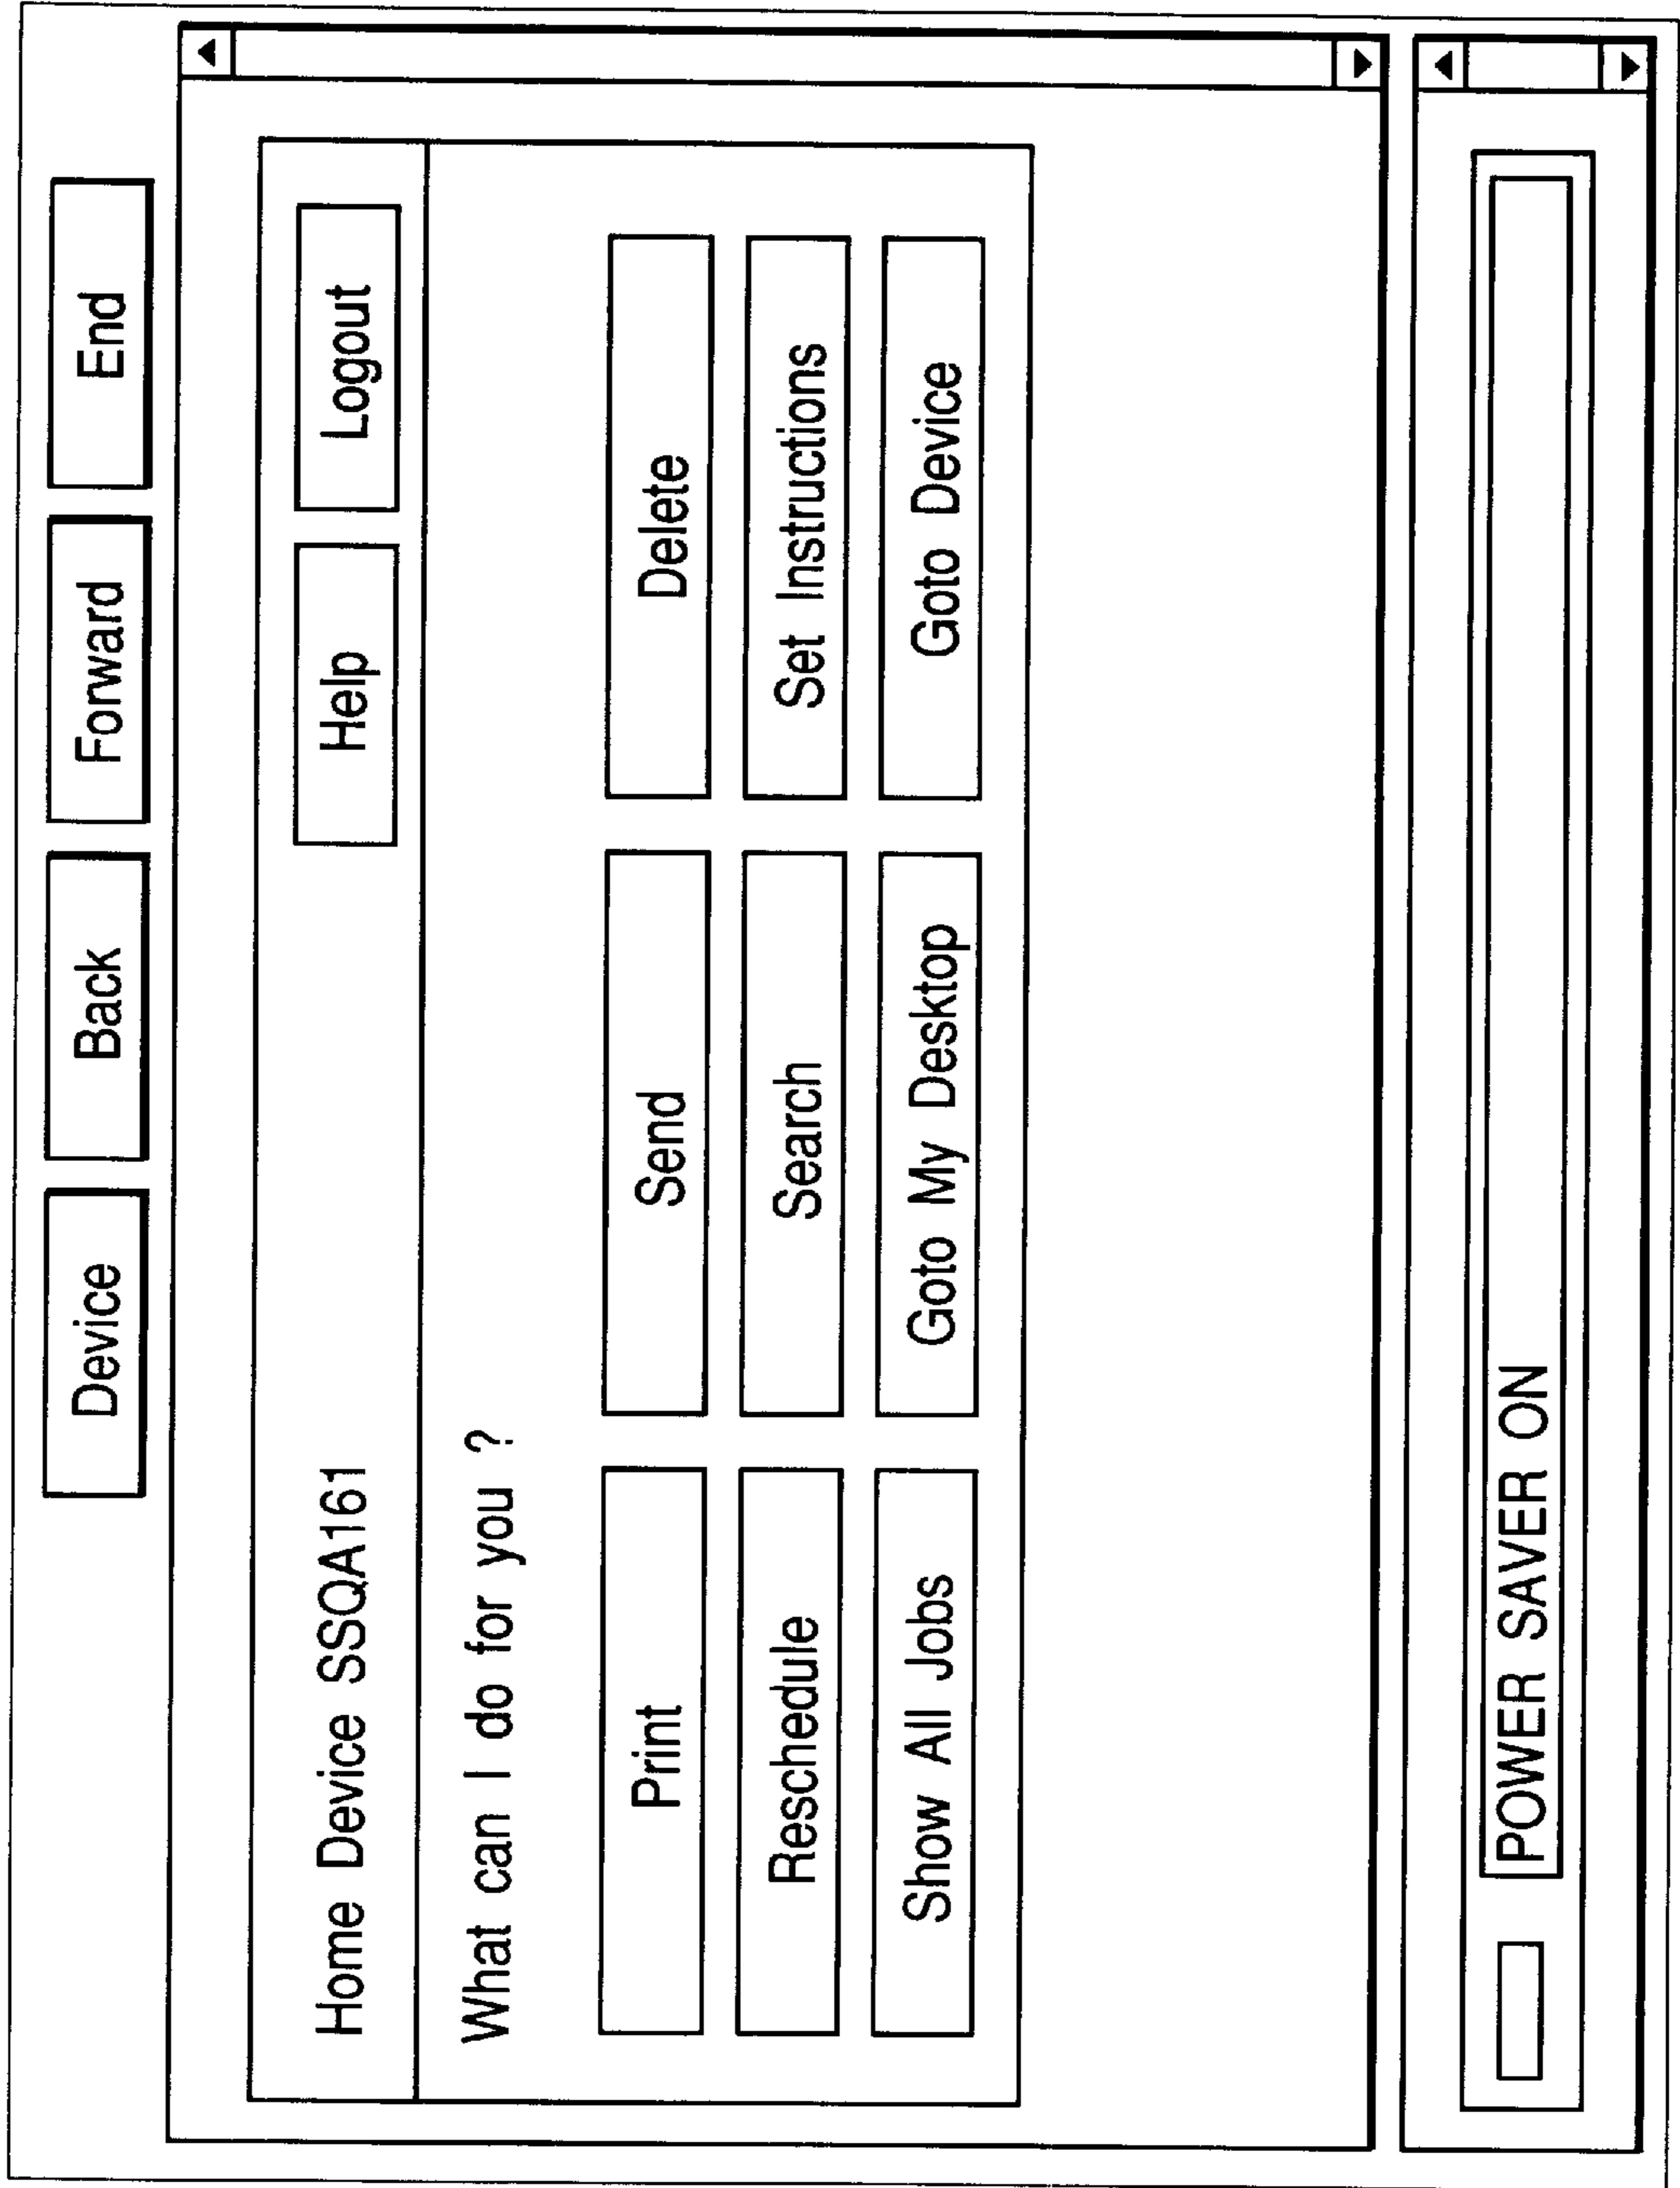 Device Back Forward End
Home Device SSQA161 Help Logout
What can I do for you ?
Print Send Delete
Reschedule Search Set Instructions
Show All Jobs Goto My Desktop Goto Device
POWER SAVER ON